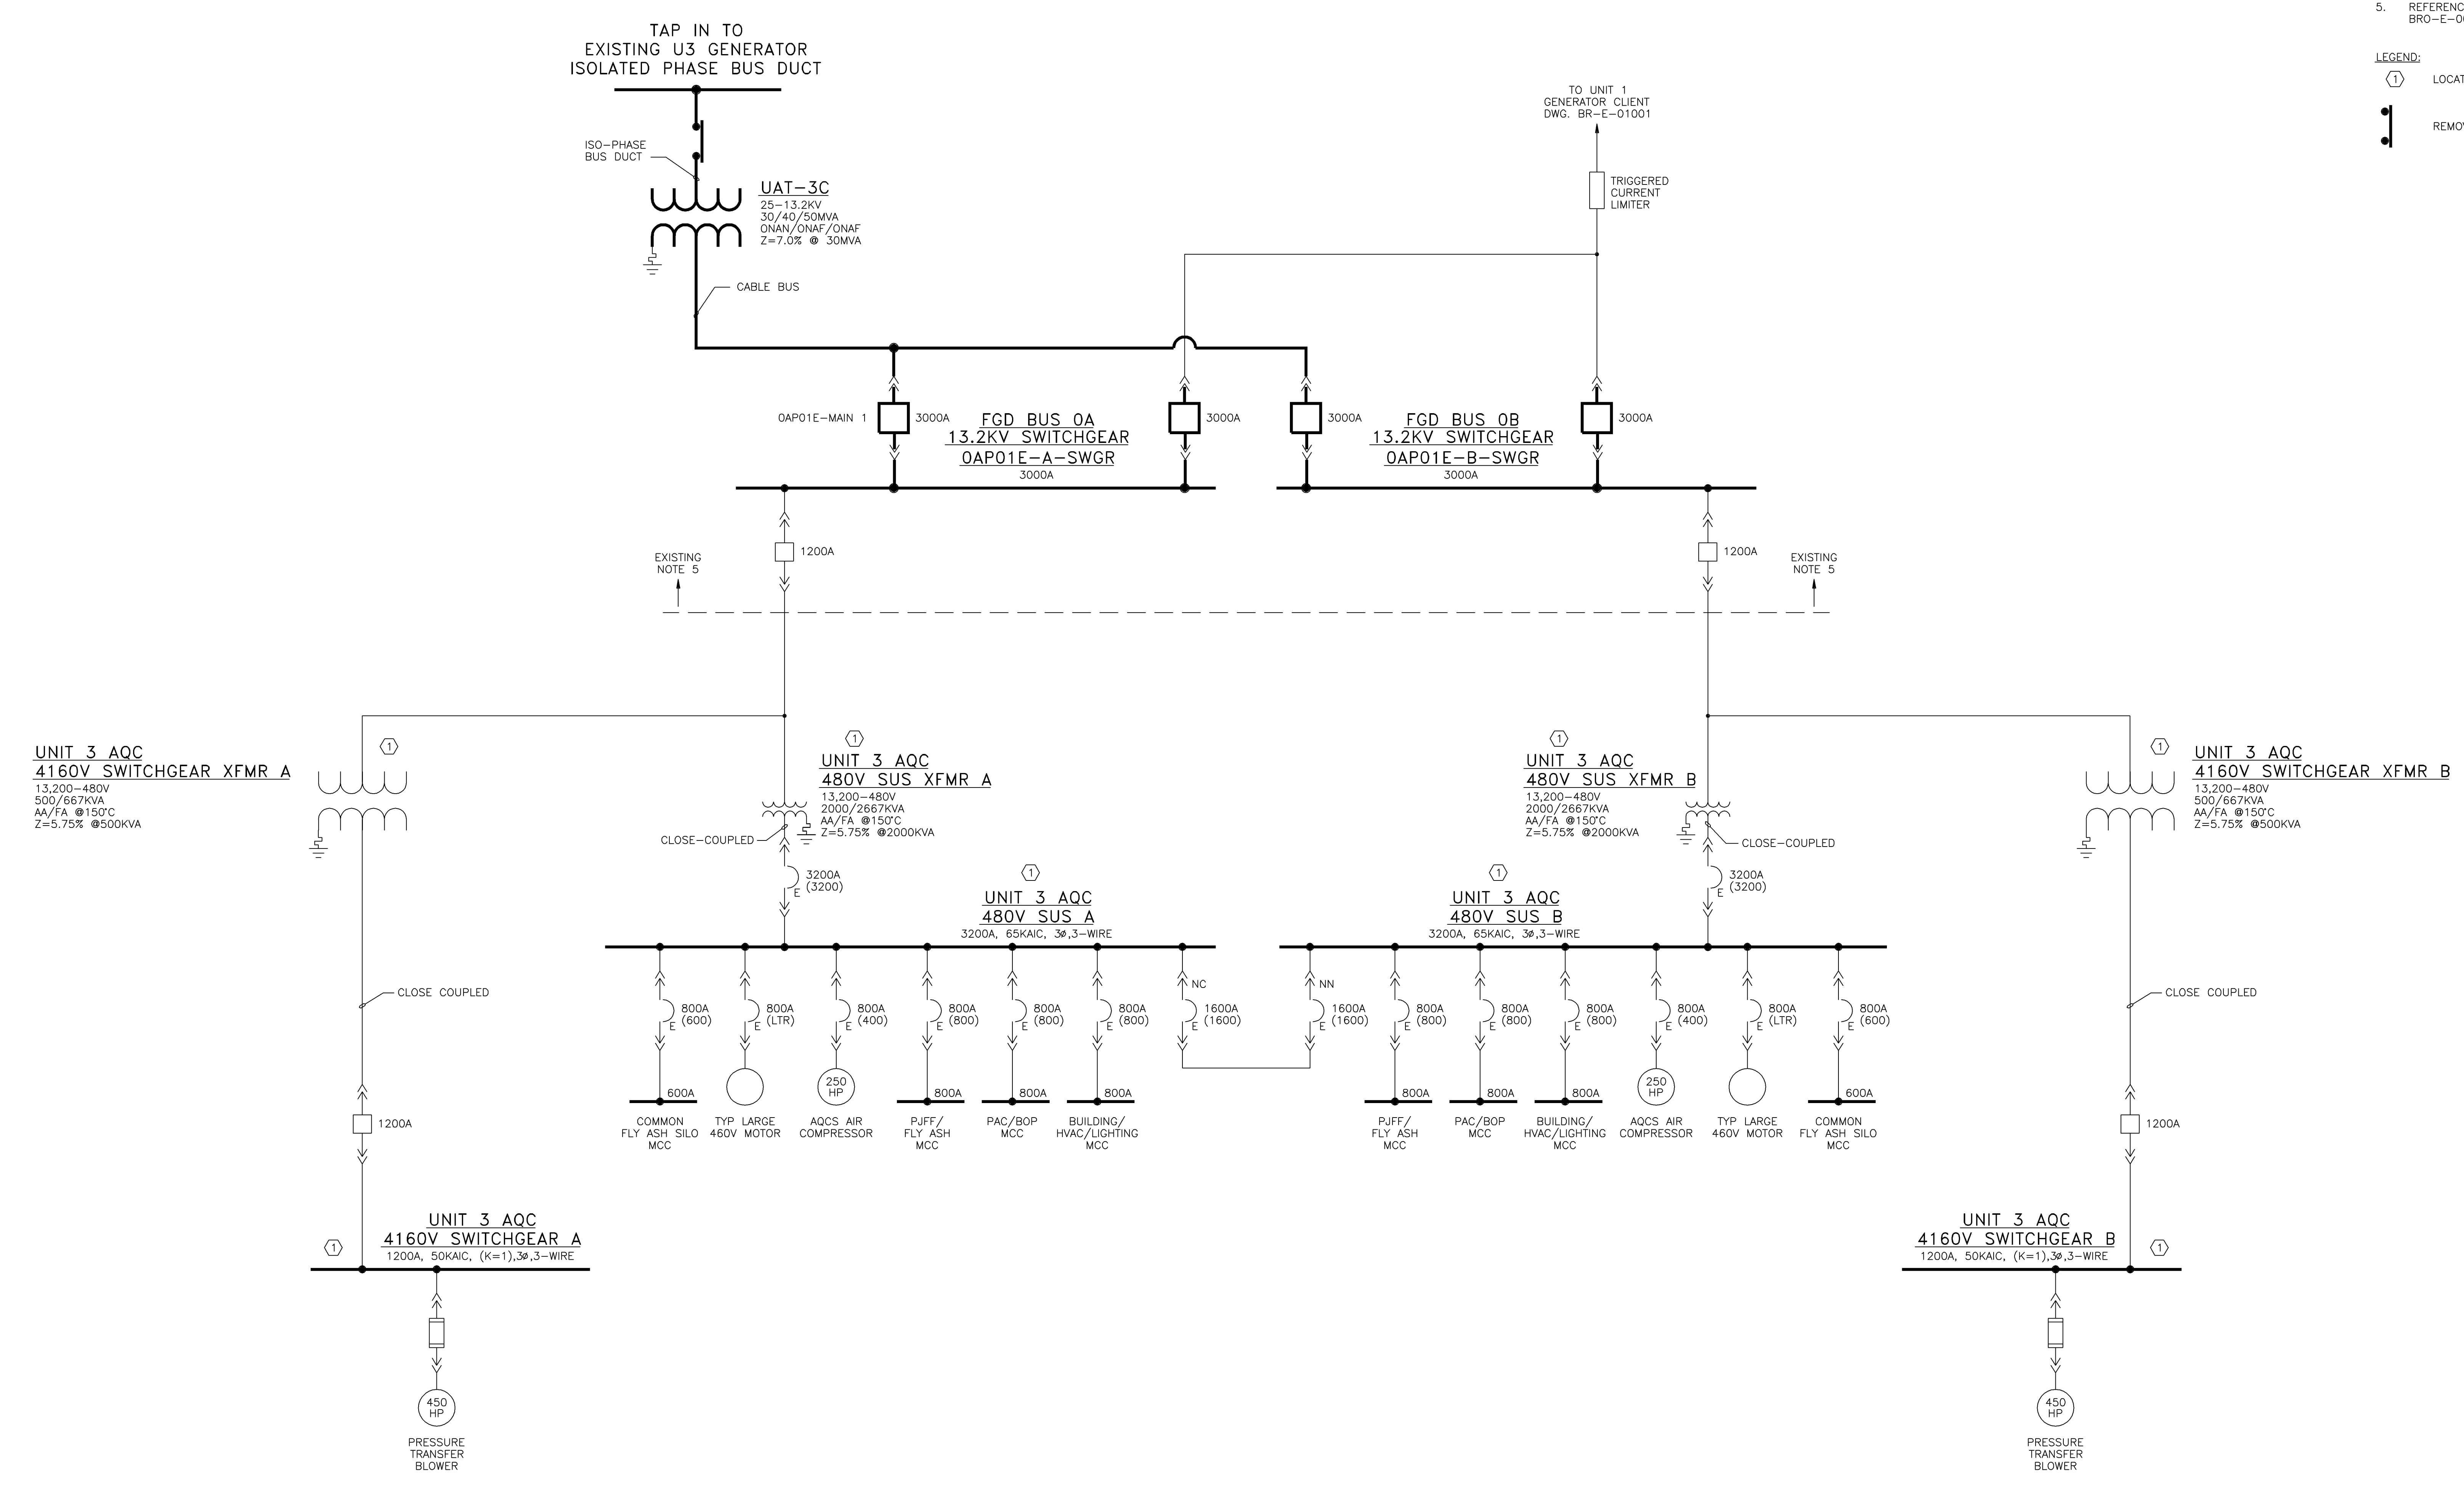 TAP IN TO
EXISTING U3 GENERATOR
ISOLATED PHASE BUS DUCT
5. REFERENC
BRO-E-0
LEGEND:
1 LOCAT
REMOV
TO UNIT 1
GENERATOR CLIENT
DWG. BR-E-01001
ISO-PHASE
BUS DUCT
UAT-3C
25-13.2KV
30/40/50MVA
ONAN/ONAF/ONAF
Z=7.0% @ 30MVA
TRIGGERED
CURRENT
LIMITER
CABLE BUS
0AP01E-MAIN 1
3000A
FGD BUS 0A
13.2KV SWITCHGEAR
0AP01E-A-SWGR
3000A
3000A
3000A
FGD BUS 0B
13.2KV SWITCHGEAR
0AP01E-B-SWGR
3000A
3000A
EXISTING
NOTE 5
1200A
1200A
EXISTING
NOTE 5
1
UNIT 3 AQC
4160V SWITCHGEAR XFMR A
13,200-480V
500/667KVA
AA/FA @150°C
Z=5.75% @500KVA
1
UNIT 3 AQC
480V SUS XFMR A
13,200-480V
2000/2667KVA
AA/FA @150°C
Z=5.75% @2000KVA
CLOSE-COUPLED
3200A
(3200)
E
1
UNIT 3 AQC
480V SUS XFMR B
13,200-480V
2000/2667KVA
AA/FA @150°C
Z=5.75% @2000KVA
CLOSE-COUPLED
3200A
(3200)
E
1
UNIT 3 AQC
4160V SWITCHGEAR XFMR B
13,200-480V
500/667KVA
AA/FA @150°C
Z=5.75% @500KVA
1
UNIT 3 AQC
480V SUS A
3200A, 65KAIC, 3ø,3-WIRE
1
UNIT 3 AQC
480V SUS B
3200A, 65KAIC, 3ø,3-WIRE
CLOSE COUPLED
800A
(600)
E
800A
(LTR)
E
800A
(400)
E
800A
(800)
E
800A
(800)
E
800A
(800)
E
NC
1600A
(1600)
E
NN
1600A
(1600)
E
800A
(800)
E
800A
(800)
E
800A
(800)
E
800A
(400)
E
800A
(LTR)
E
800A
(600)
E
CLOSE COUPLED
600A
COMMON
FLY ASH SILO
MCC
TYP LARGE
460V MOTOR
250
HP
AQCS AIR
COMPRESSOR
800A
PJFF/
FLY ASH
MCC
800A
PAC/BOP
MCC
800A
BUILDING/
HVAC/LIGHTING
MCC
800A
PJFF/
FLY ASH
MCC
800A
PAC/BOP
MCC
800A
BUILDING/
HVAC/LIGHTING
MCC
250
HP
AQCS AIR
COMPRESSOR
TYP LARGE
460V MOTOR
600A
COMMON
FLY ASH SILO
MCC
1200A
1200A
1
UNIT 3 AQC
4160V SWITCHGEAR A
1200A, 50KAIC, (K=1),3ø,3-WIRE
450
HP
PRESSURE
TRANSFER
BLOWER
UNIT 3 AQC
4160V SWITCHGEAR B
1200A, 50KAIC, (K=1),3ø,3-WIRE
1
450
HP
PRESSURE
TRANSFER
BLOWER